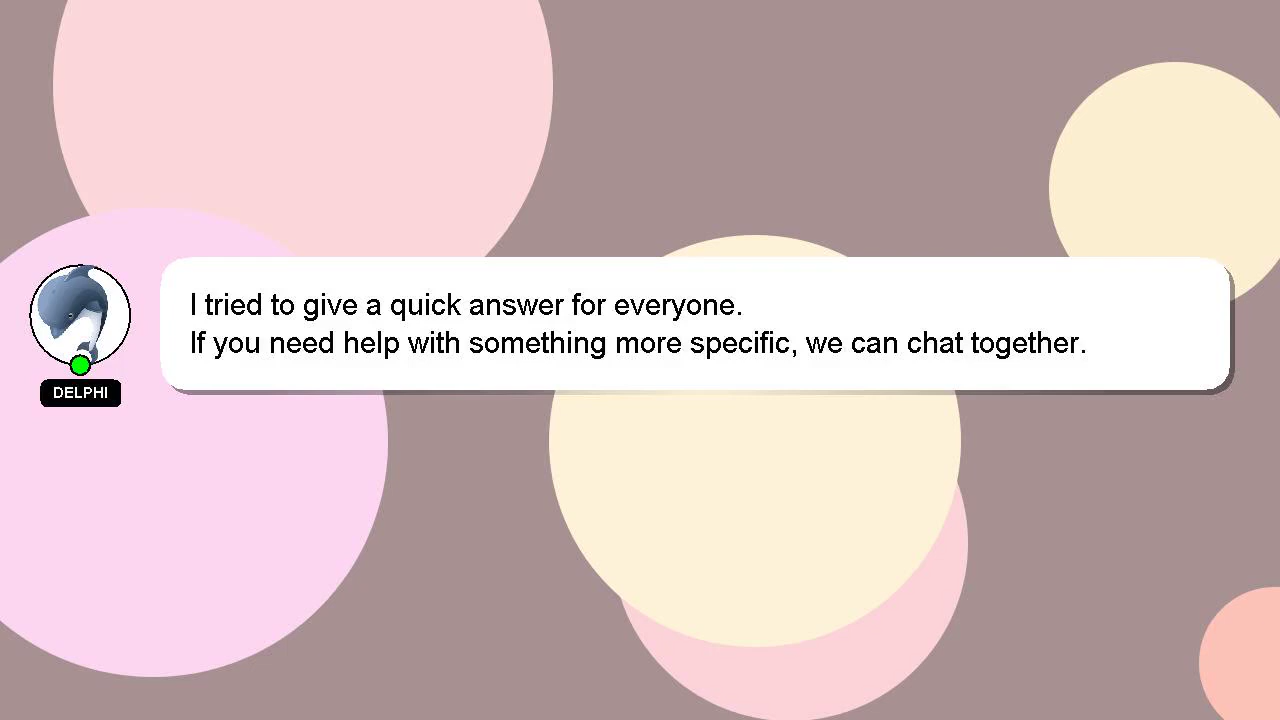 I tried to give a quick answer for everyone.
If you need help with something more specific, we can chat together.
DELPHI